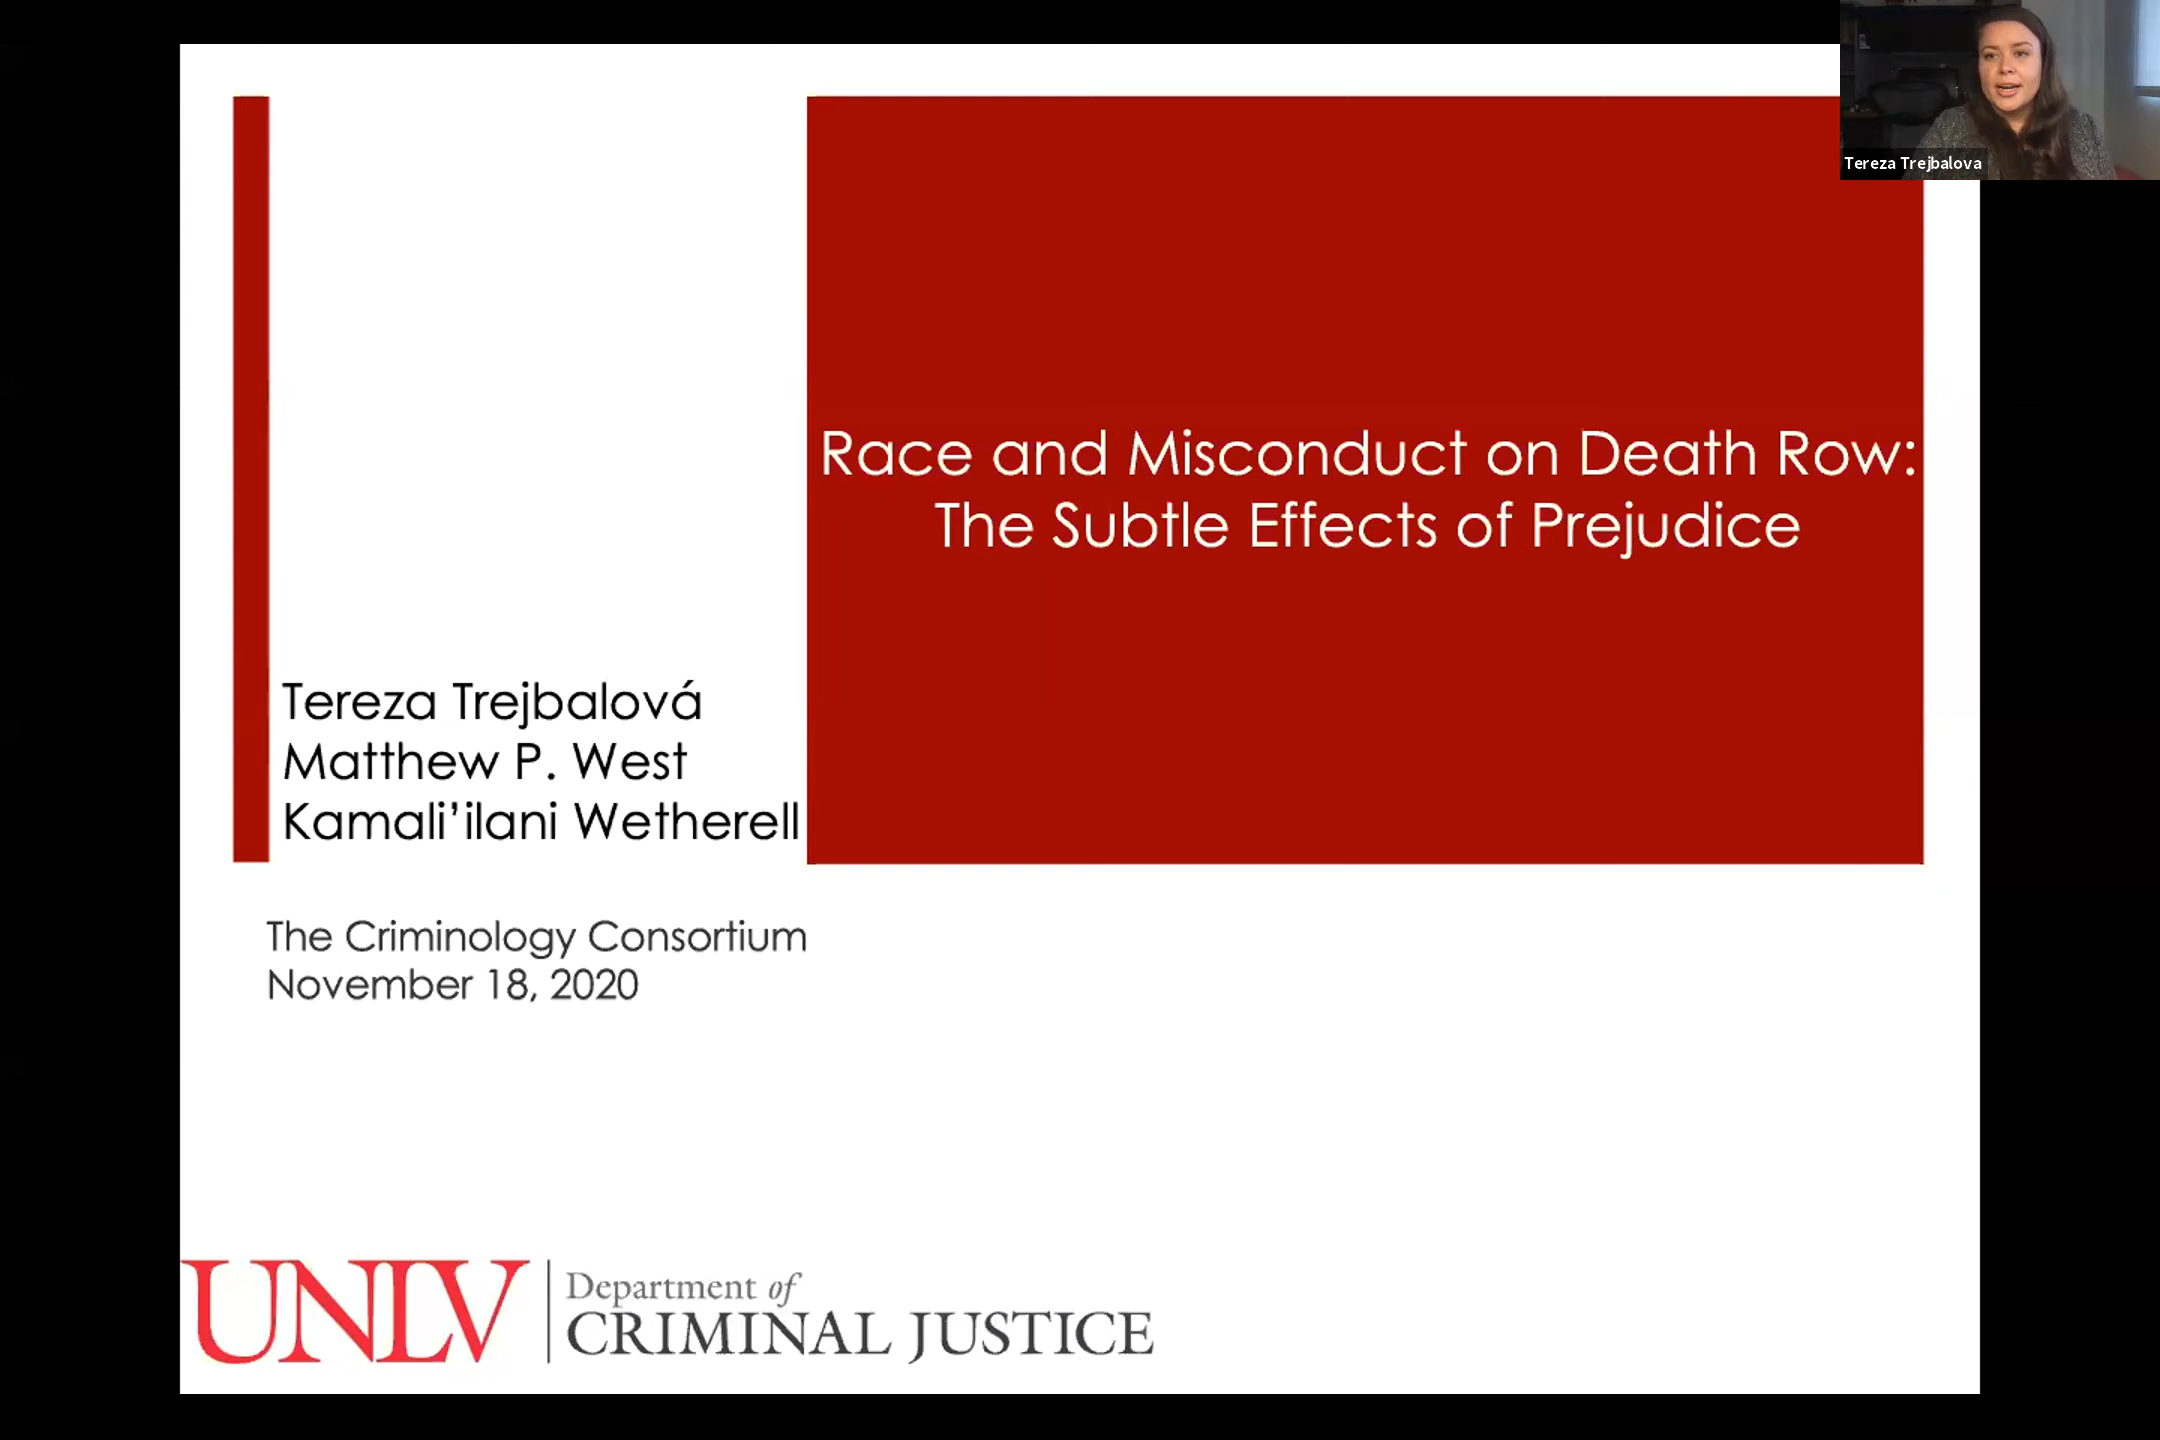 Tereza Trejbalova
Race and Misconduct on Death Row:
The Subtle Effects of Prejudice
Tereza Trejbalová
Matthew P. West
Kamali’ilani Wetherell
The Criminology Consortium
November 18, 2020
UNLV
Department of
CRIMINAL JUSTICE